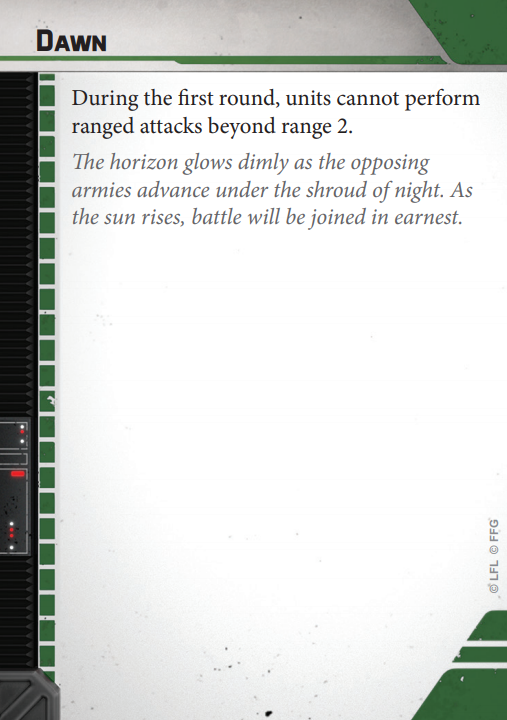 DAWN
During the first round, units cannot perform
ranged attacks beyond range 2.
The horizon glows dimly as the opposing
armies advance under the shroud of night. As
the sun rises, battle will be joined in earnest.
© LFL © FFG